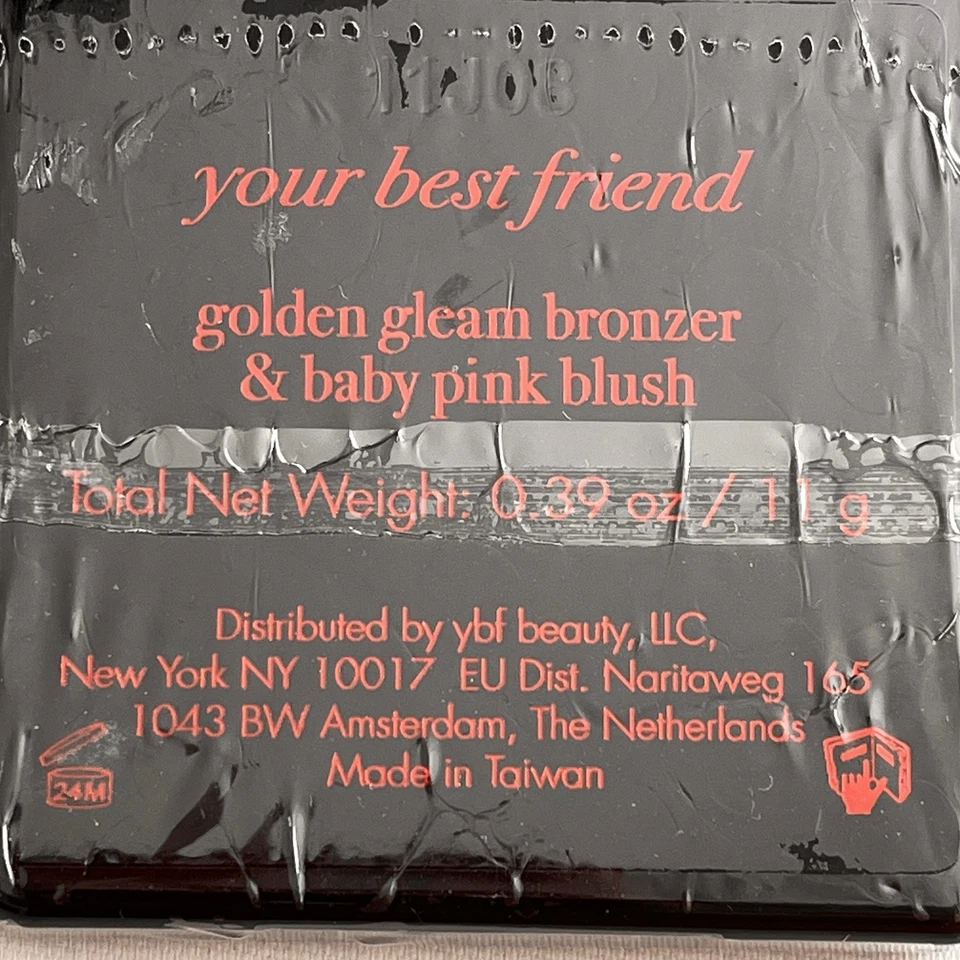 11J08
your best friend
golden gleam bronzer
& baby pink blush
Total Net Weight: 0.39 oz / 11 g
Distributed by ybf beauty, LLC,
New York NY 10017 EU Dist. Naritaweg 165
1043 BW Amsterdam, The Netherlands
Made in Taiwan
24M